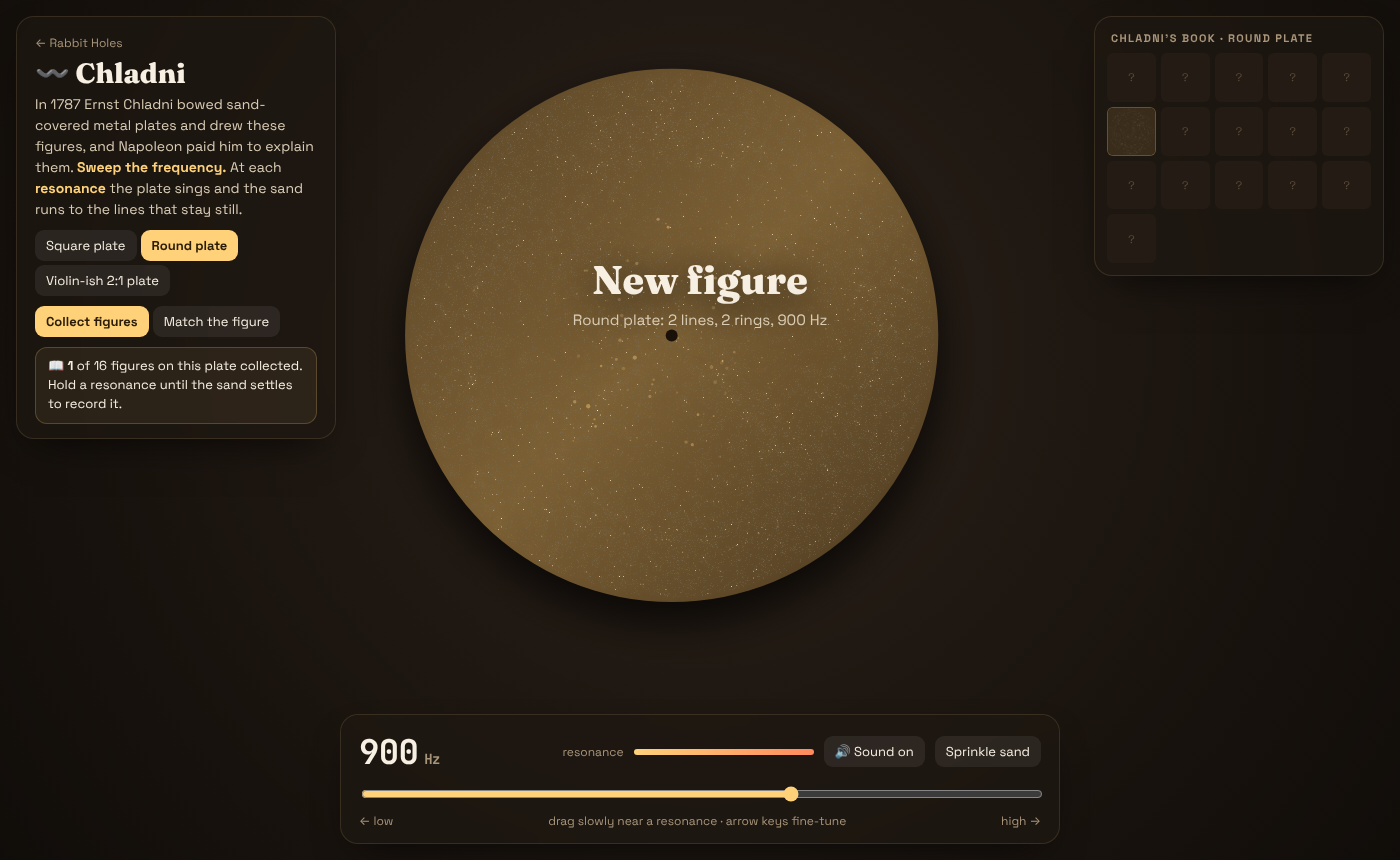 ← Rabbit Holes
Chladni
In 1787 Ernst Chladni bowed sand-
covered metal plates and drew these
figures, and Napoleon paid him to explain
them. Sweep the frequency. At each
resonance the plate sings and the sand
runs to the lines that stay still.
Square plate
Round plate
Violin-ish 2:1 plate
Collect figures
Match the figure
📖 1 of 16 figures on this plate collected.
Hold a resonance until the sand settles
to record it.
New figure
Round plate: 2 lines, 2 rings, 900 Hz
CHLADNI'S BOOK · ROUND PLATE
? ? ? ? ?
? ? ? ?
? ? ? ? ?
?
900 Hz
resonance
🔊 Sound on
Sprinkle sand
← low
drag slowly near a resonance · arrow keys fine-tune
high →